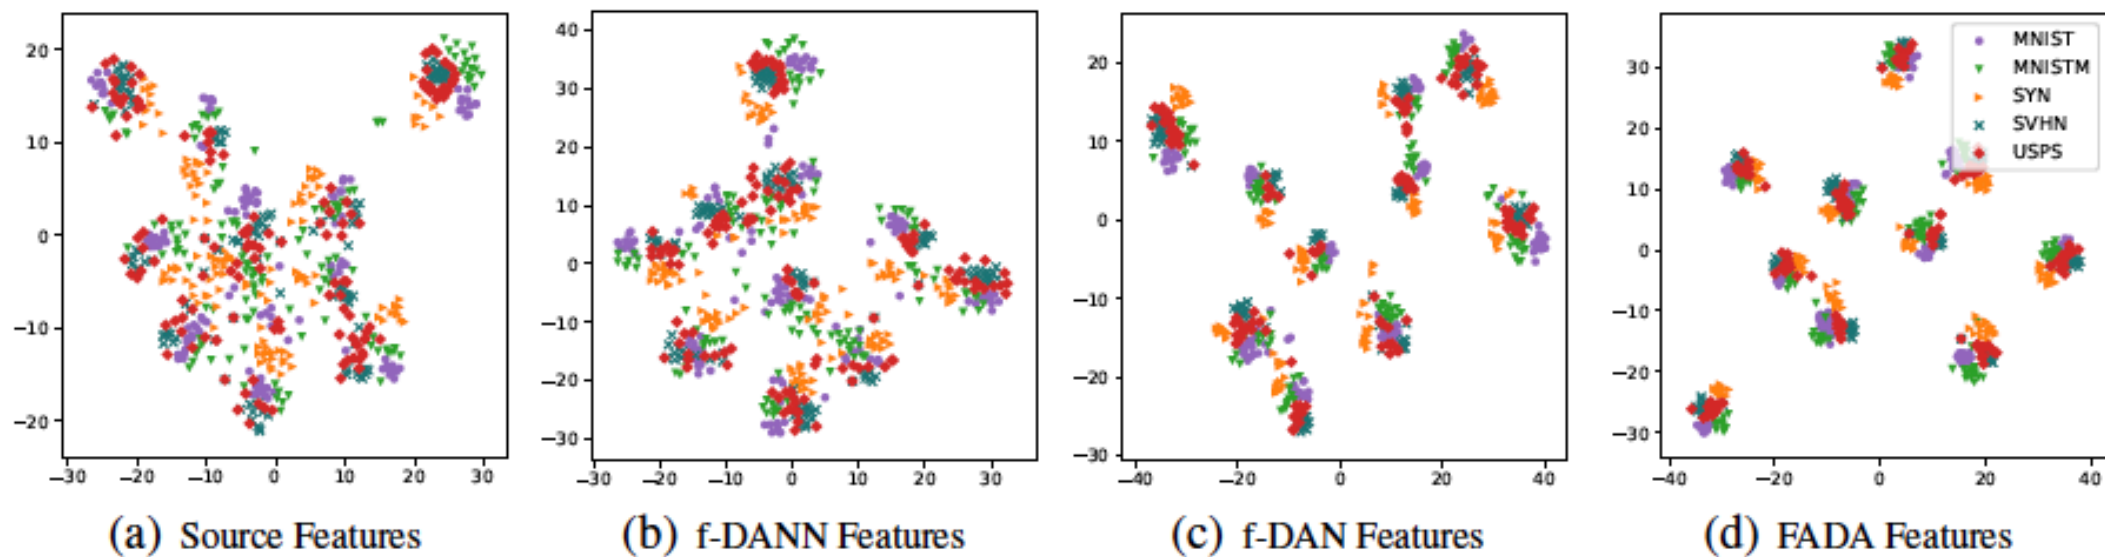 20
10
0
−10
−20
−30 −20 −10 0 10 20 30
(a) Source Features
40
30
20
10
0
−10
−20
−30
−30 −20 −10 0 10 20 30
(b) f-DANN Features
20
10
0
−10
−20
−30
−40 −20 0 20 40
(c) f-DAN Features
30
20
10
0
−10
−20
−30
−40 −20 0 20 40
MNIST
MNISTM
SYN
SVHN
USPS
(d) FADA Features